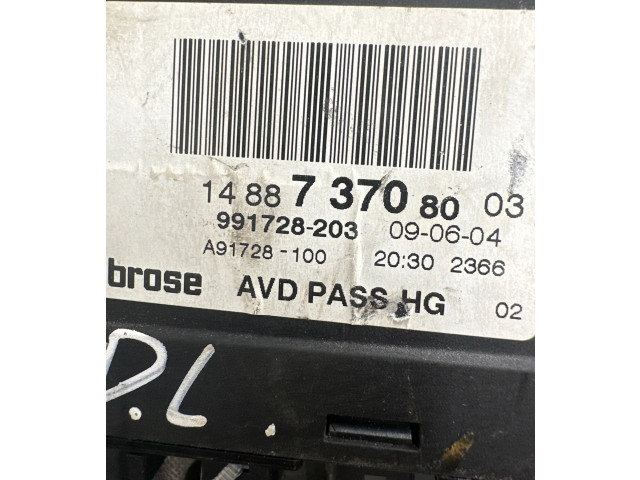 14 88 7 370 80 03
991728-203 09-06-04
A91728-100 20:30 2366
brose AVD PASS HG 02
D.L.